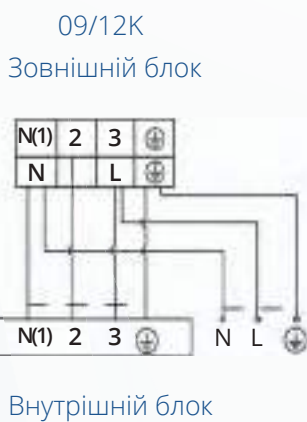 09/12K
Зовнішній блок
N(1) 2 3
N L
N(1) 2 3 N L
Внутрішній блок